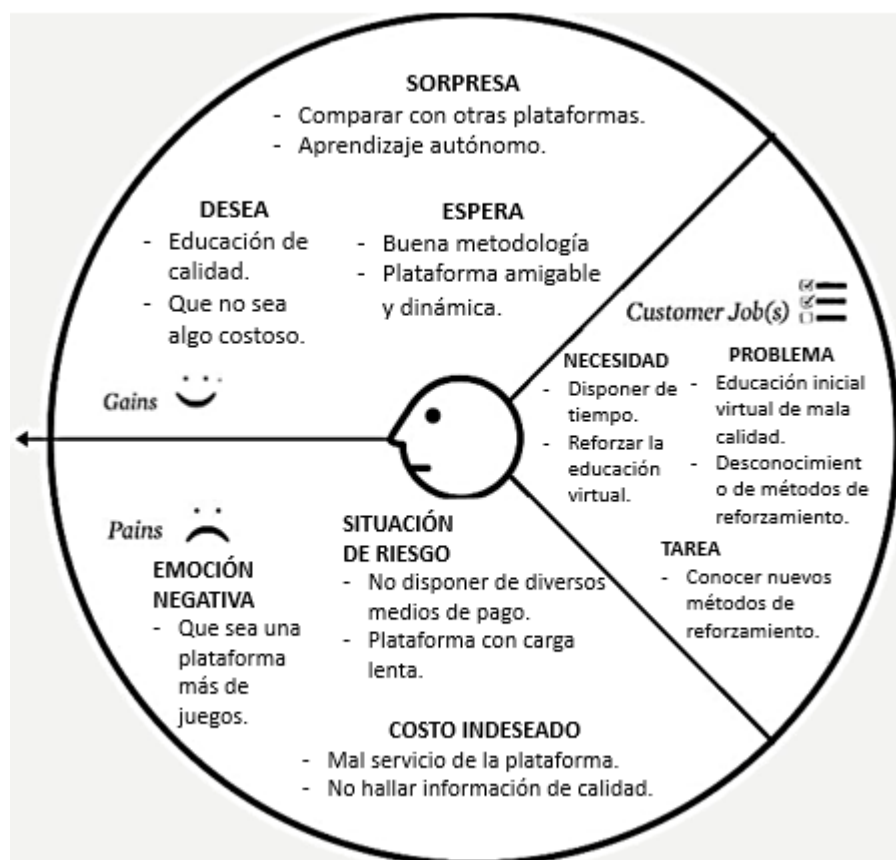 SORPRESA
- Comparar con otras plataformas.
- Aprendizaje autónomo.
DESEA
- Educación de
calidad.
- Que no sea
algo costoso.
ESPERA
- Buena metodología
- Plataforma amigable
y dinámica.
Gains
Customer Job(s)
NECESIDAD
- Disponer de
tiempo.
- Reforzar la
educación
virtual.
PROBLEMA
- Educación inicial
virtual de mala
calidad.
- Desconocimient
o de métodos de
reforzamiento.
TAREA
- Conocer nuevos
métodos de
reforzamiento.
Pains
EMOCIÓN
NEGATIVA
- Que sea una
plataforma
más de
juegos.
SITUACIÓN
DE RIESGO
- No disponer de diversos
medios de pago.
- Plataforma con carga
lenta.
COSTO INDESEADO
- Mal servicio de la plataforma.
- No hallar información de calidad.